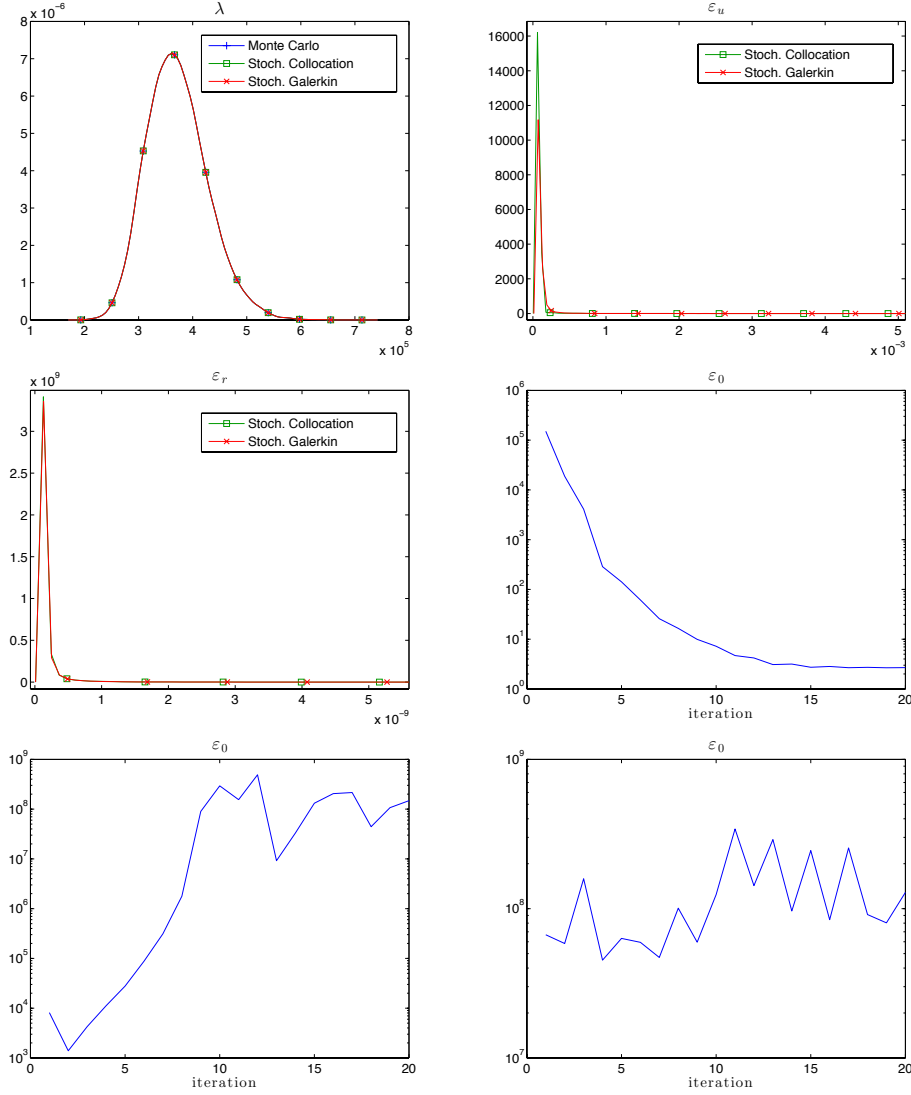 λ
8 x 10^-6
7
6
5
4
3
2
1
0
1 2 3 4 5 6 7 8
x 10^5
Monte Carlo
Stoch. Collocation
Stoch. Galerkin
ε_u
16000
14000
12000
10000
8000
6000
4000
2000
0
0 1 2 3 4 5
x 10^-3
Stoch. Collocation
Stoch. Galerkin
ε_r
x 10^9
3.5
3
2.5
2
1.5
1
0.5
0
0 1 2 3 4 5
x 10^-9
Stoch. Collocation
Stoch. Galerkin
ε_0
10^6
10^5
10^4
10^3
10^2
10^1
10^0
0 5 10 15 20
iteration
ε_0
10^9
10^8
10^7
10^6
10^5
10^4
10^3
0 5 10 15 20
iteration
ε_0
10^9
10^8
10^7
0 5 10 15 20
iteration